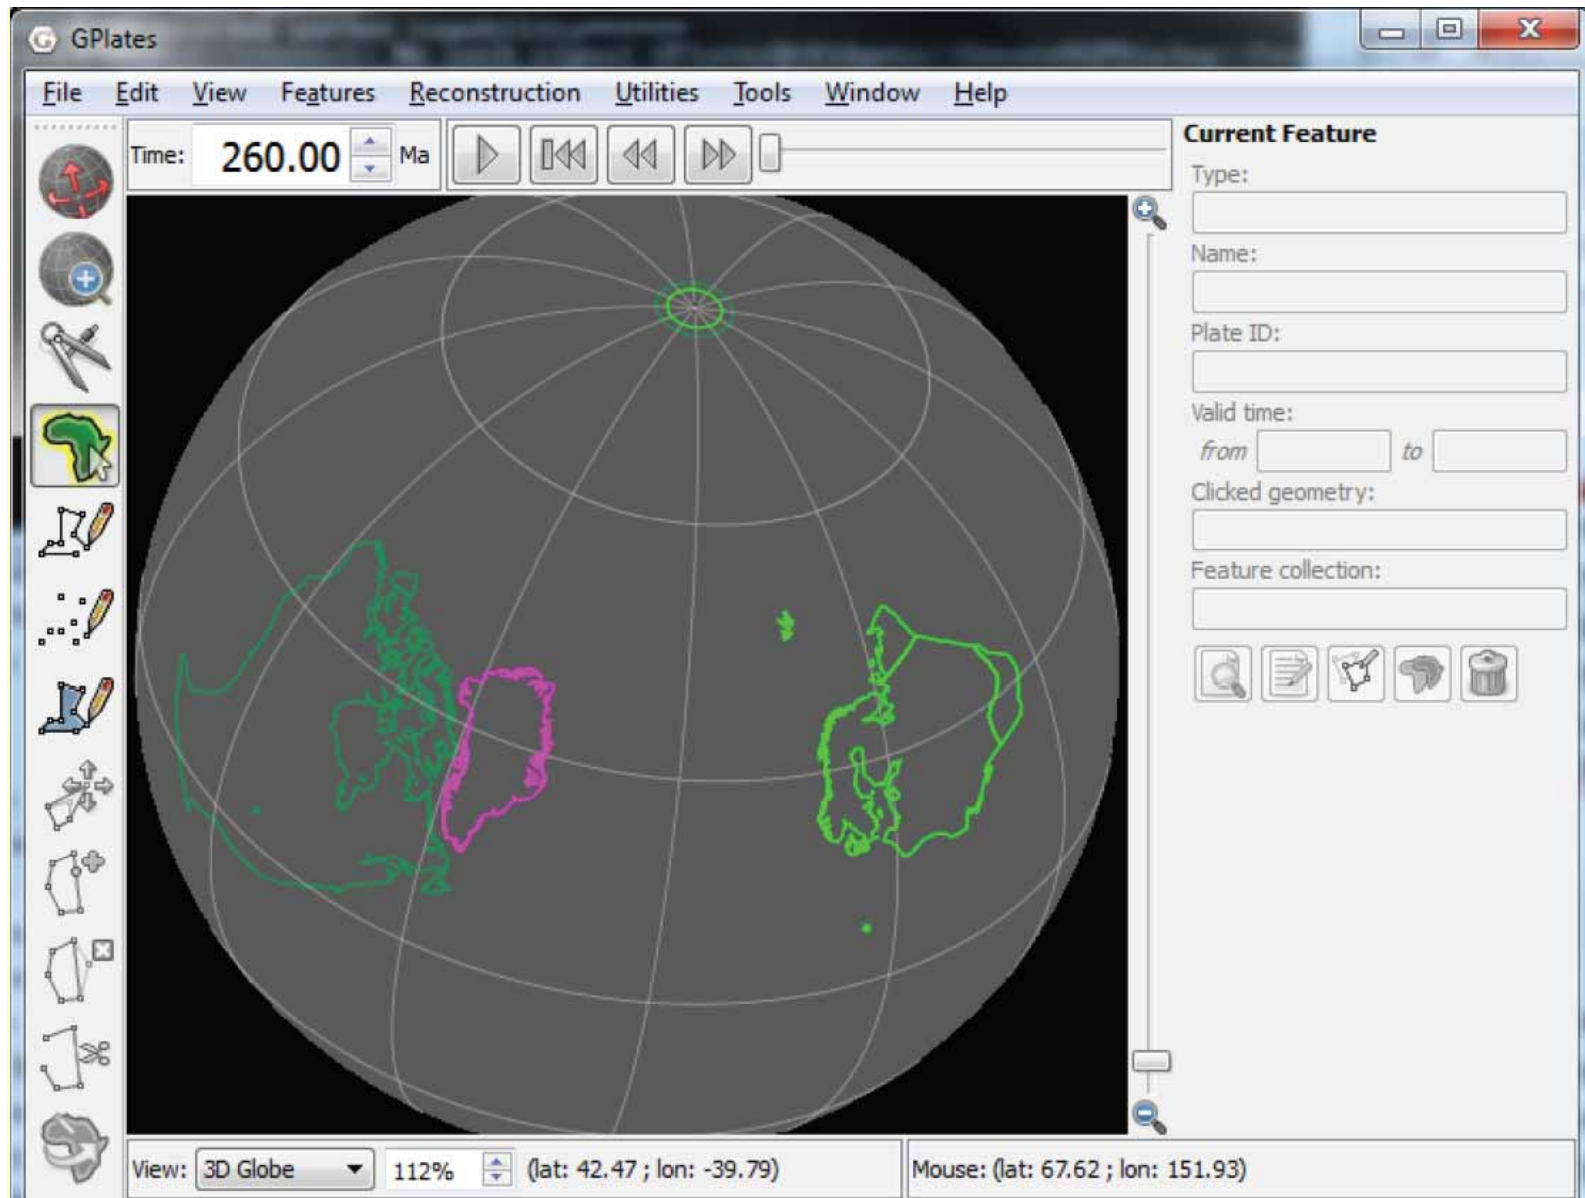 GPlates
File Edit View Features Reconstruction Utilities Tools Window Help
Time: 260.00 Ma
Current Feature
Type:
Name:
Plate ID:
Valid time:
from to
Clicked geometry:
Feature collection:
View: 3D Globe 112% (lat: 42.47 ; lon: -39.79) Mouse: (lat: 67.62 ; lon: 151.93)